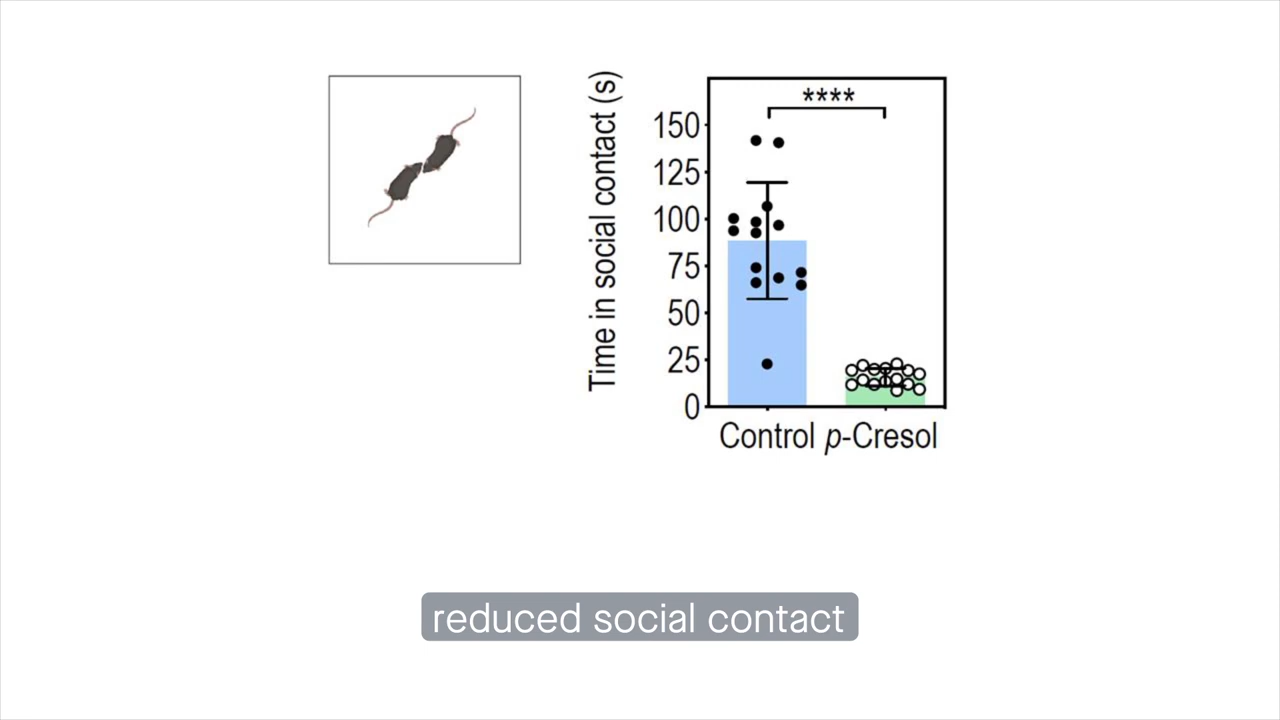 Time in social contact (s)
****
150
125
100
75
50
25
0
Control p-Cresol
reduced social contact